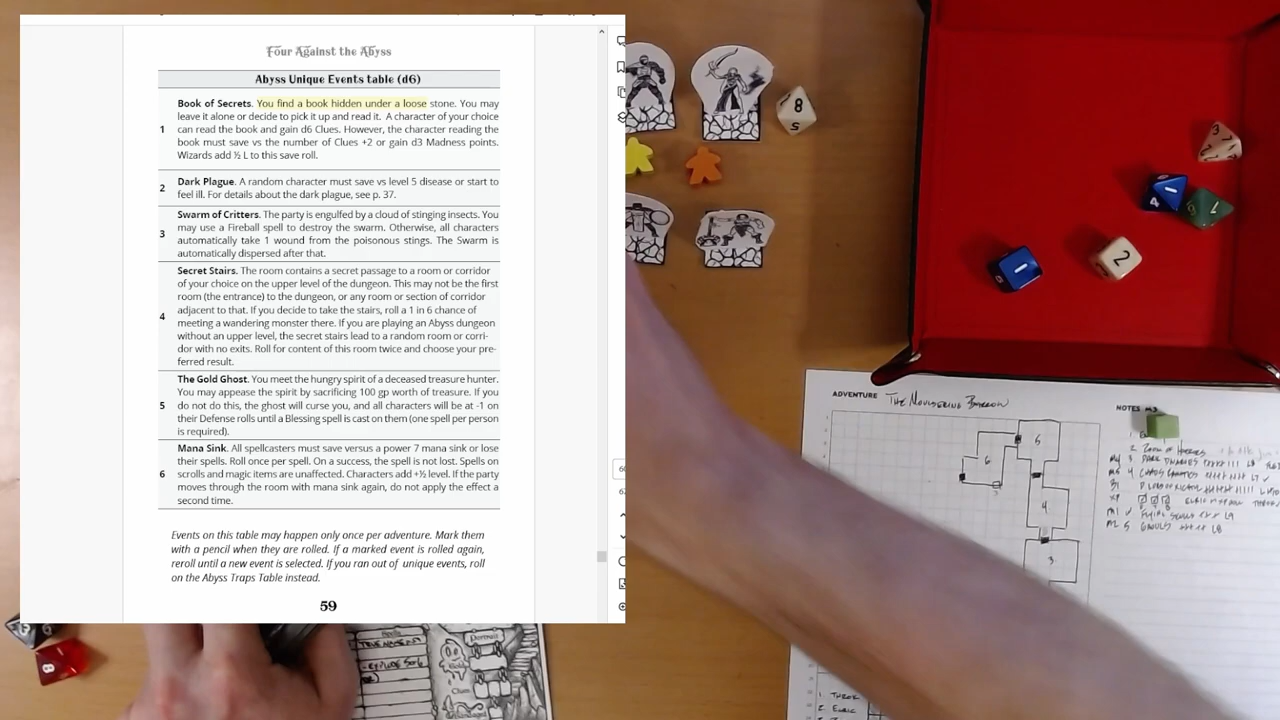 Four Against the Abyss
Abyss Unique Events table (d6)
Book of Secrets. You find a book hidden under a loose stone. You may
leave it alone or decide to pick it up and read it. A character of your choice
1 can read the book and gain d6 Clues. However, the character reading the
book must save vs the number of Clues +2 or gain d3 Madness points.
Wizards add ½ L to this save roll.
2 Dark Plague. A random character must save vs level 5 disease or start to
feel ill. For details about the dark plague, see p. 37.
Swarm of Critters. The party is engulfed by a cloud of stinging insects. You
3 may use a Fireball spell to destroy the swarm. Otherwise, all characters
automatically take 1 wound from the poisonous stings. The Swarm is
automatically dispersed after that.
Secret Stairs. The room contains a secret passage to a room or corridor
of your choice on the upper level of the dungeon. This may not be the first
room (the entrance) to the dungeon, or any room or section of corridor
adjacent to that. If you decide to take the stairs, roll a 1 in 6 chance of
4 meeting a wandering monster there. If you are playing an Abyss dungeon
without an upper level, the secret stairs lead to a random room or corri-
dor with no exits. Roll for content of this room twice and choose your pre-
ferred result.
The Gold Ghost. You meet the hungry spirit of a deceased treasure hunter.
You may appease the spirit by sacrificing 100 gp worth of treasure. If you
5 do not do this, the ghost will curse you, and all characters will be at -1 on
their Defense rolls until a Blessing spell is cast on them (one spell per person
is required).
Mana Sink. All spellcasters must save versus a power 7 mana sink or lose
their spells. Roll once per spell. On a success, the spell is not lost. Spells on
6 scrolls and magic items are unaffected. Characters add +½ level. If the party
moves through the room with mana sink again, do not apply the effect a
second time.
Events on this table may happen only once per adventure. Mark them
with a pencil when they are rolled. If a marked event is rolled again,
reroll until a new event is selected. If you ran out of unique events, roll
on the Abyss Traps Table instead.
59
8
5
3
4
1
1
2
8
ADVENTURE The Mouldering Barrow
NOTES
6
6
4
3
1 Thror
2 Elric